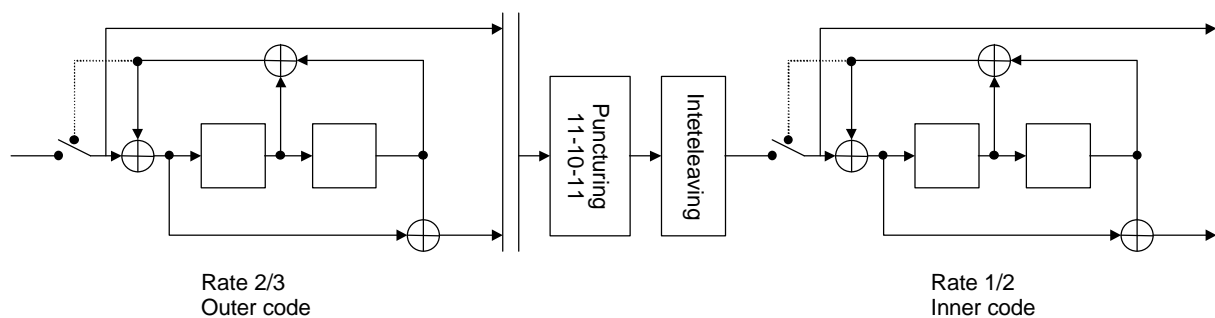 Puncturing
11-10-11
Inteteleaving
Rate 2/3
Outer code
Rate 1/2
Inner code